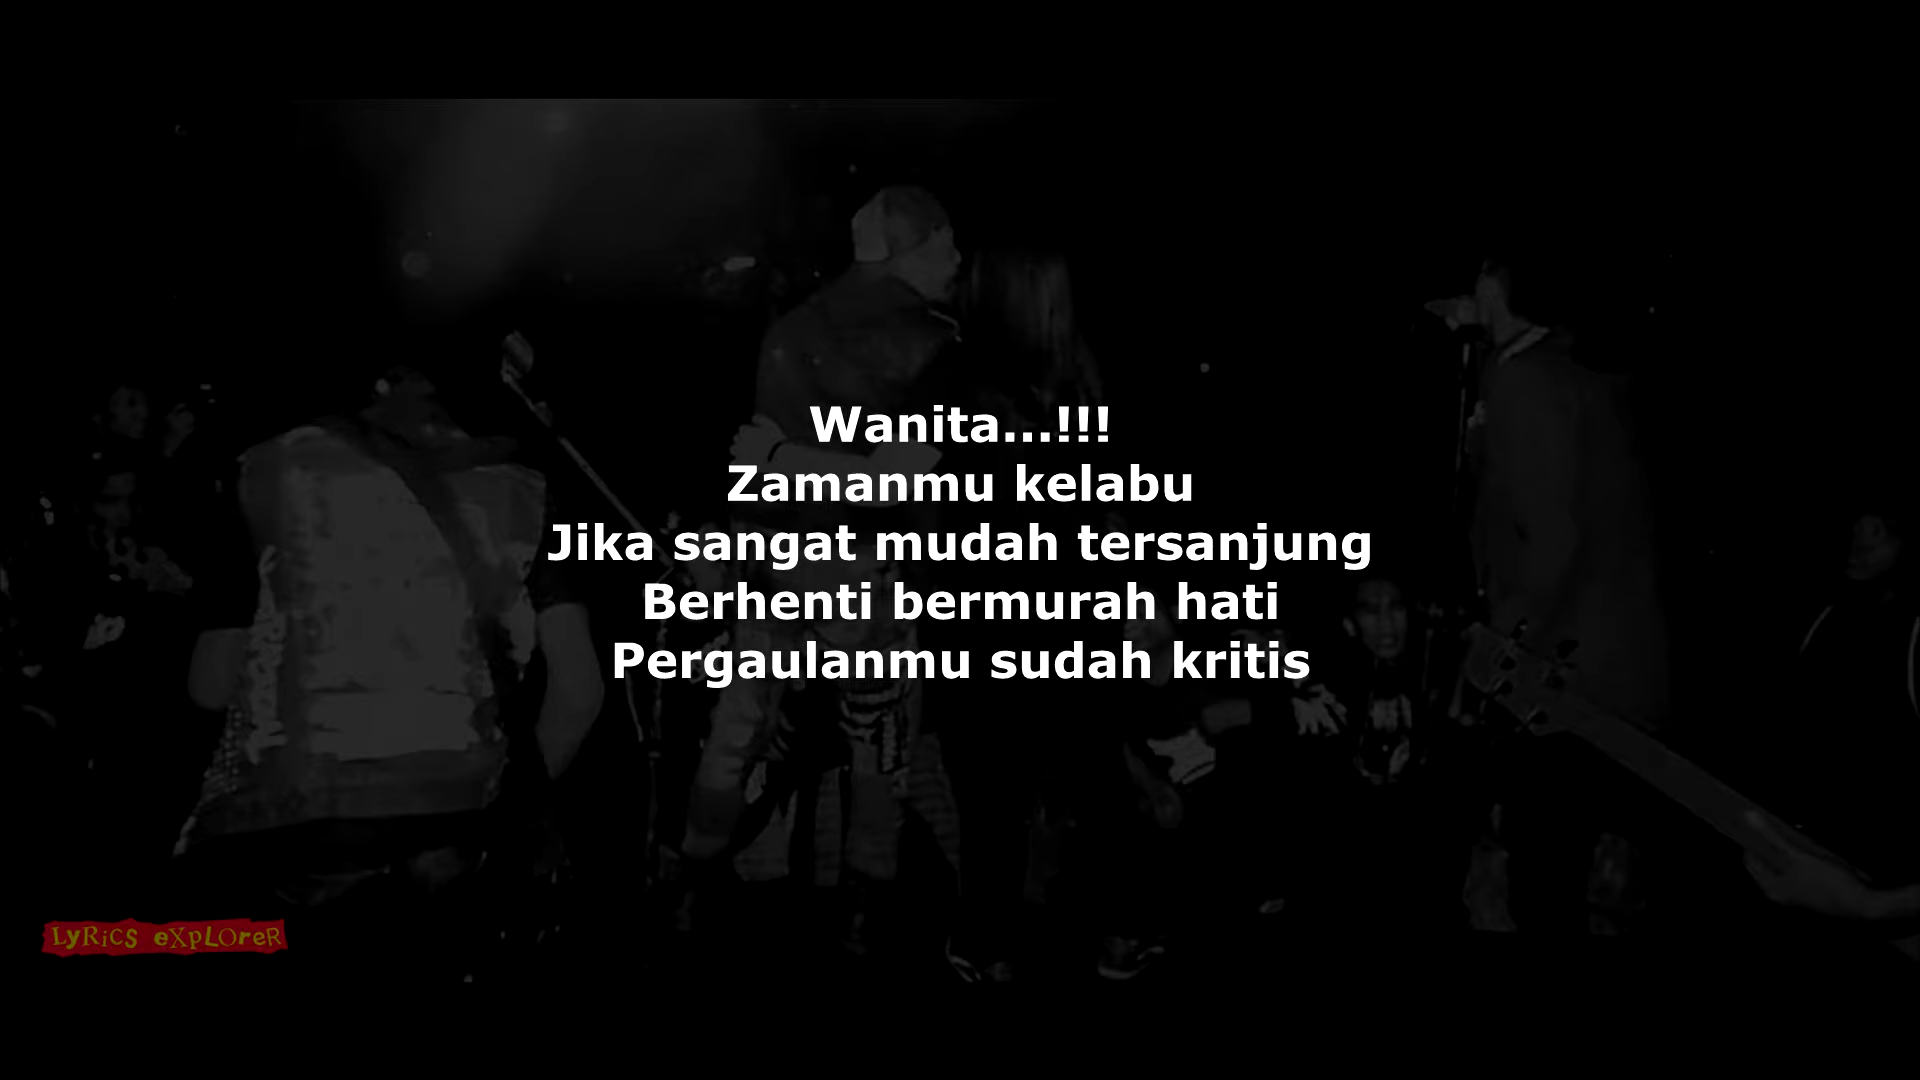 Wanita...!!!
Zamanmu kelabu
Jika sangat mudah tersanjung
Berhenti bermurah hati
Pergaulanmu sudah kritis
LyRiCS eXpLOreR